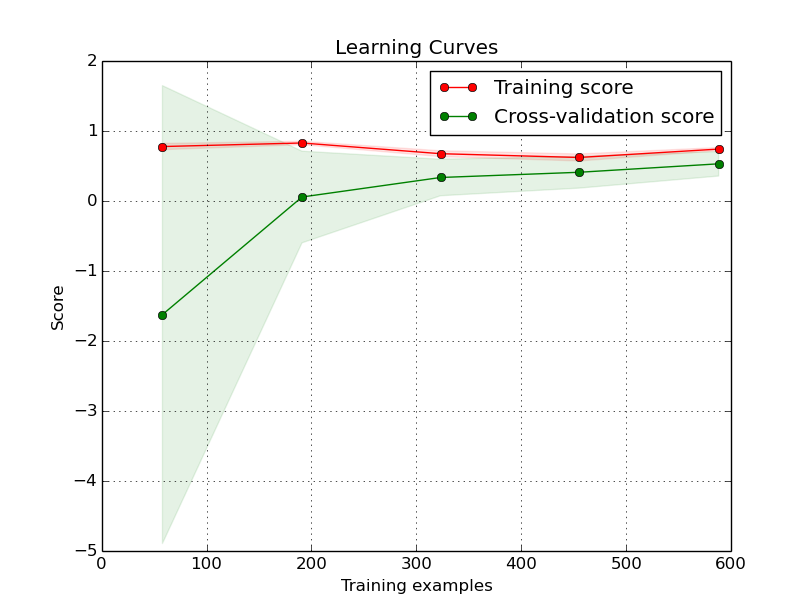 Learning Curves
Training score
Cross-validation score
2
1
0
−1
−2
−3
−4
−5
Score
0 100 200 300 400 500 600
Training examples